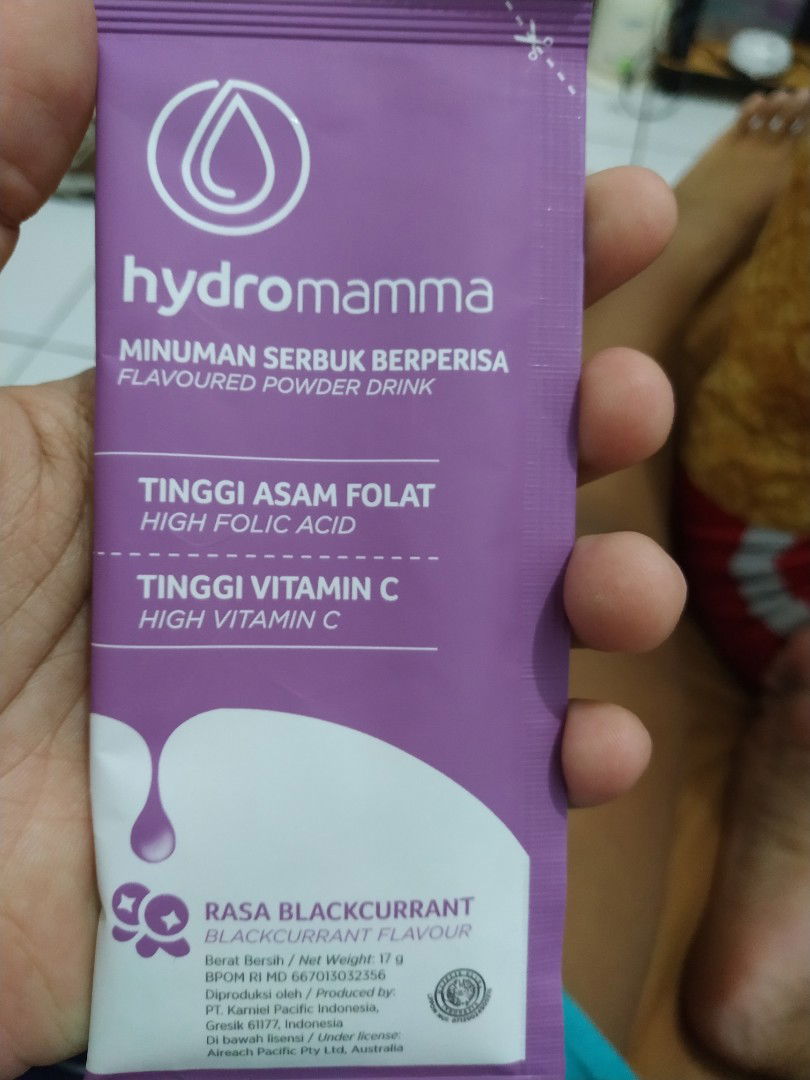 hydromamma
MINUMAN SERBUK BERPERISA
FLAVOURED POWDER DRINK
TINGGI ASAM FOLAT
HIGH FOLIC ACID
TINGGI VITAMIN C
HIGH VITAMIN C
RASA BLACKCURRANT
BLACKCURRANT FLAVOUR
Berat Bersih / Net Weight: 17 g
BPOM RI MD 667013032356
Diproduksi oleh / Produced by:
PT. Karniel Pacific Indonesia,
Gresik 61177, Indonesia
Di bawah lisensi / Under license:
Aireach Pacific Pty Ltd, Australia